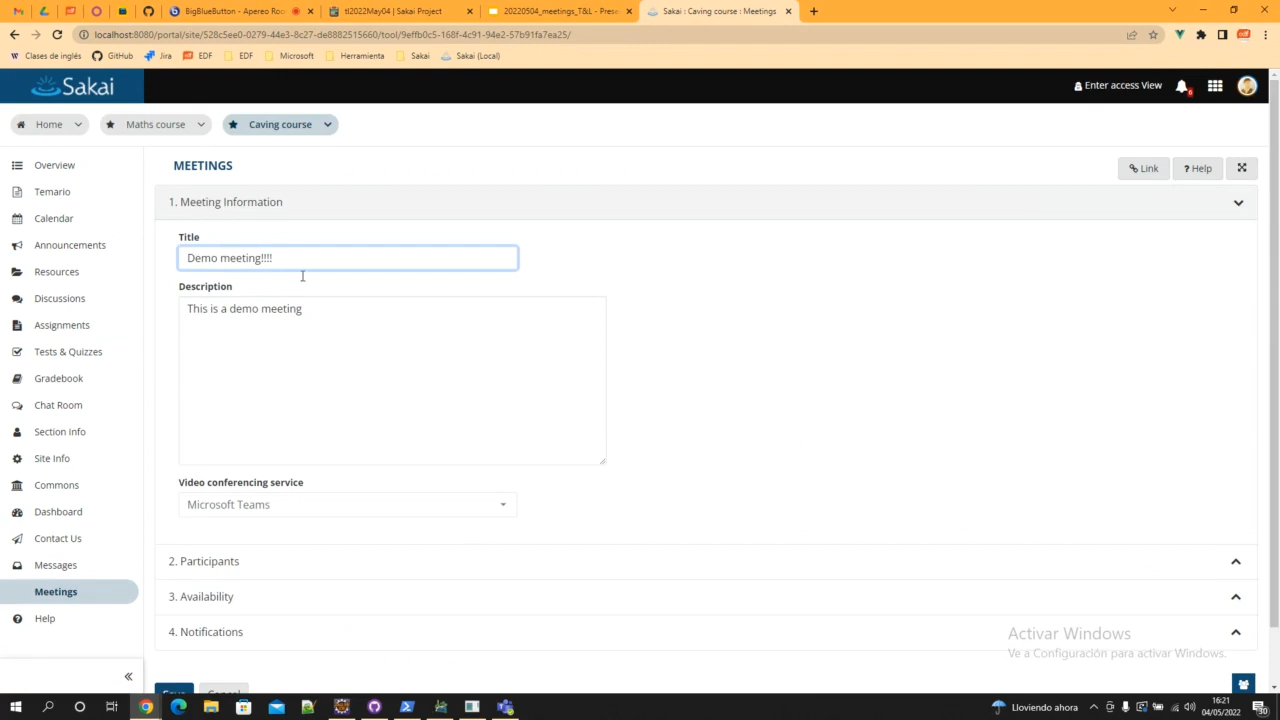 BigBlueButton - Apereo Roo
tl2022May04 | Sakai Project
20220504_meetings_T&L - Prese
Sakai : Caving course : Meetings
localhost:8080/portal/site/528c5ee0-0279-44e3-8c27-de8882515660/tool/9effb0c5-168f-4c91-94e2-57b91fa7ea25/
Clases de inglés
GitHub
Jira
EDF
EDF
Microsoft
Herramienta
Sakai
Sakai (Local)
Sakai
Enter access View
Home
Maths course
Caving course
Overview
Temario
Calendar
Announcements
Resources
Discussions
Assignments
Tests & Quizzes
Gradebook
Chat Room
Section Info
Site Info
Commons
Dashboard
Contact Us
Messages
Meetings
Help
MEETINGS
Link
? Help
1. Meeting Information
Title
Demo meeting!!!!
Description
This is a demo meeting
Video conferencing service
Microsoft Teams
2. Participants
3. Availability
4. Notifications
Save
Cancel
Activar Windows
Ve a Configuración para activar Windows.
Lloviendo ahora
16:21
04/05/2022
30